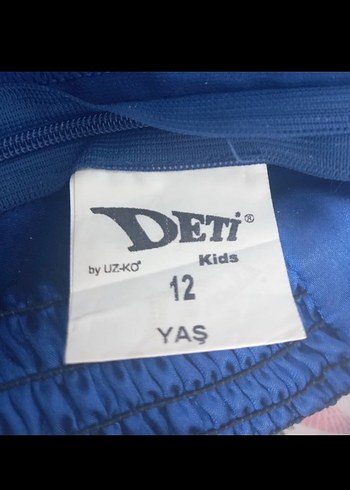 DETi®
by UZ-KO® Kids
12
YAŞ